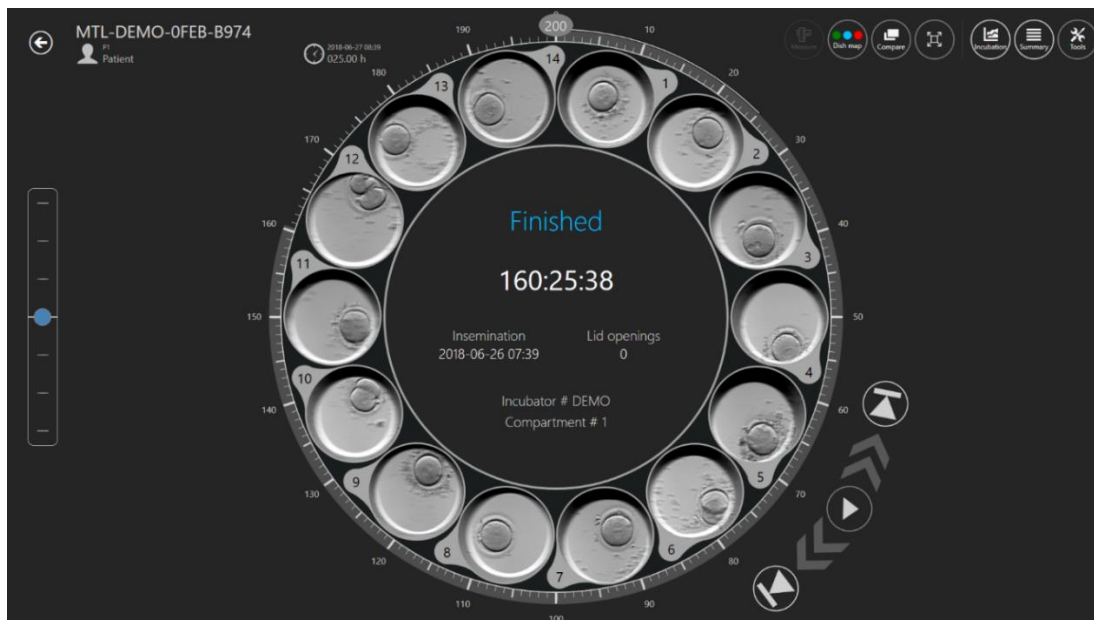 MTL-DEMO-0FEB-B974
P1
Patient
2018-06-27 08:39
025.00 h
Measure
Dish map
Compare
Incubation
Summary
Tools
200
10
20
30
40
50
60
70
80
90
100
110
120
130
140
150
160
170
180
190
1
2
3
4
5
6
7
8
9
10
11
12
13
14
Finished
160:25:38
Insemination
2018-06-26 07:39
Lid openings
0
Incubator # DEMO
Compartment # 1